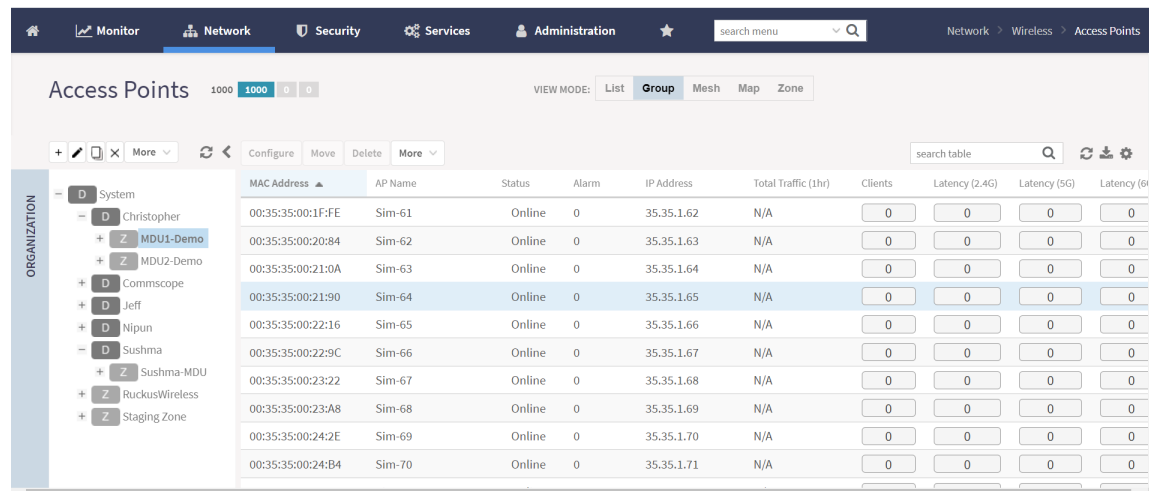 Monitor Network Security Services Administration search menu Network > Wireless > Access Points
Access Points 1000 1000 0 0 VIEW MODE: List Group Mesh Map Zone
More Configure Move Delete More search table
ORGANIZATION
D System
D Christopher
Z MDU1-Demo
Z MDU2-Demo
D Commscope
D Jeff
D Nipun
D Sushma
Z Sushma-MDU
Z RuckusWireless
Z Staging Zone
MAC Address AP Name Status Alarm IP Address Total Traffic (1hr) Clients Latency (2.4G) Latency (5G) Latency (6
00:35:35:00:1F:FE Sim-61 Online 0 35.35.1.62 N/A 0 0 0 0
00:35:35:00:20:84 Sim-62 Online 0 35.35.1.63 N/A 0 0 0 0
00:35:35:00:21:0A Sim-63 Online 0 35.35.1.64 N/A 0 0 0 0
00:35:35:00:21:90 Sim-64 Online 0 35.35.1.65 N/A 0 0 0 0
00:35:35:00:22:16 Sim-65 Online 0 35.35.1.66 N/A 0 0 0 0
00:35:35:00:22:9C Sim-66 Online 0 35.35.1.67 N/A 0 0 0 0
00:35:35:00:23:22 Sim-67 Online 0 35.35.1.68 N/A 0 0 0 0
00:35:35:00:23:A8 Sim-68 Online 0 35.35.1.69 N/A 0 0 0 0
00:35:35:00:24:2E Sim-69 Online 0 35.35.1.70 N/A 0 0 0 0
00:35:35:00:24:B4 Sim-70 Online 0 35.35.1.71 N/A 0 0 0 0